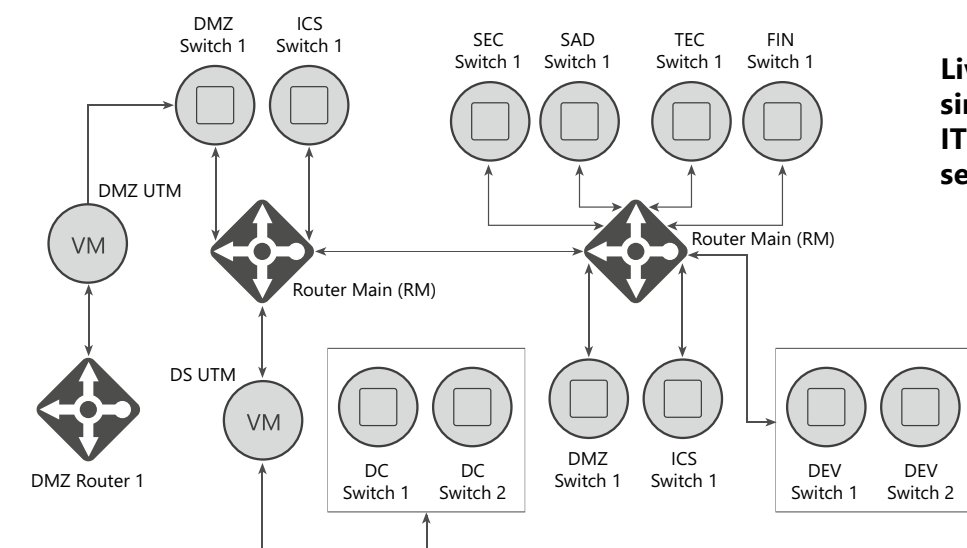 DMZ
Switch 1
ICS
Switch 1
SEC
Switch 1
SAD
Switch 1
TEC
Switch 1
FIN
Switch 1
DMZ UTM
VM
Router Main (RM)
Router Main (RM)
DS UTM
VM
DMZ Router 1
DC
Switch 1
DC
Switch 2
DMZ
Switch 1
ICS
Switch 1
DEV
Switch 1
DEV
Switch 2